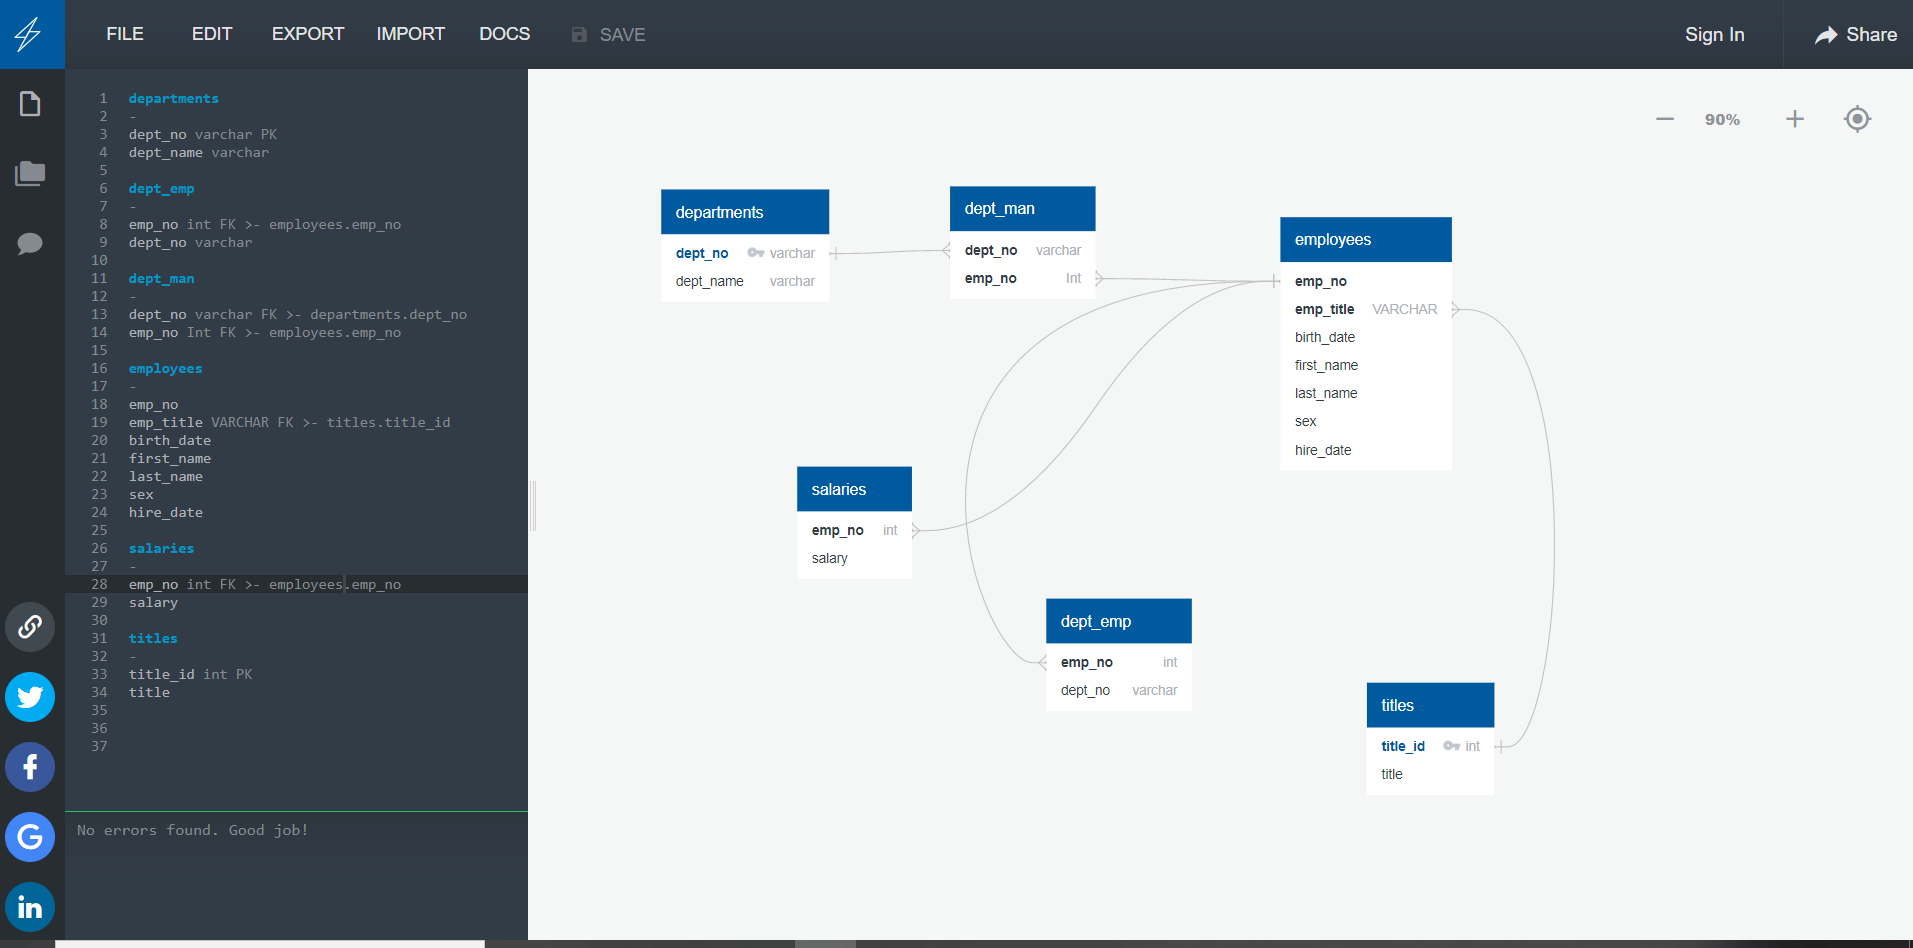 FILE EDIT EXPORT IMPORT DOCS SAVE Sign In Share
1 departments
2 -
3 dept_no varchar PK
4 dept_name varchar
5
6 dept_emp
7 -
8 emp_no int FK >- employees.emp_no
9 dept_no varchar
10
11 dept_man
12 -
13 dept_no varchar FK >- departments.dept_no
14 emp_no Int FK >- employees.emp_no
15
16 employees
17 -
18 emp_no
19 emp_title VARCHAR FK >- titles.title_id
20 birth_date
21 first_name
22 last_name
23 sex
24 hire_date
25
26 salaries
27 -
28 emp_no int FK >- employees.emp_no
29 salary
30
31 titles
32 -
33 title_id int PK
34 title
35
36
37
No errors found. Good job!
90%
departments
dept_no varchar
dept_name varchar
dept_man
dept_no varchar
emp_no Int
employees
emp_no
emp_title VARCHAR
birth_date
first_name
last_name
sex
hire_date
salaries
emp_no int
salary
dept_emp
emp_no int
dept_no varchar
titles
title_id int
title
f
G
in